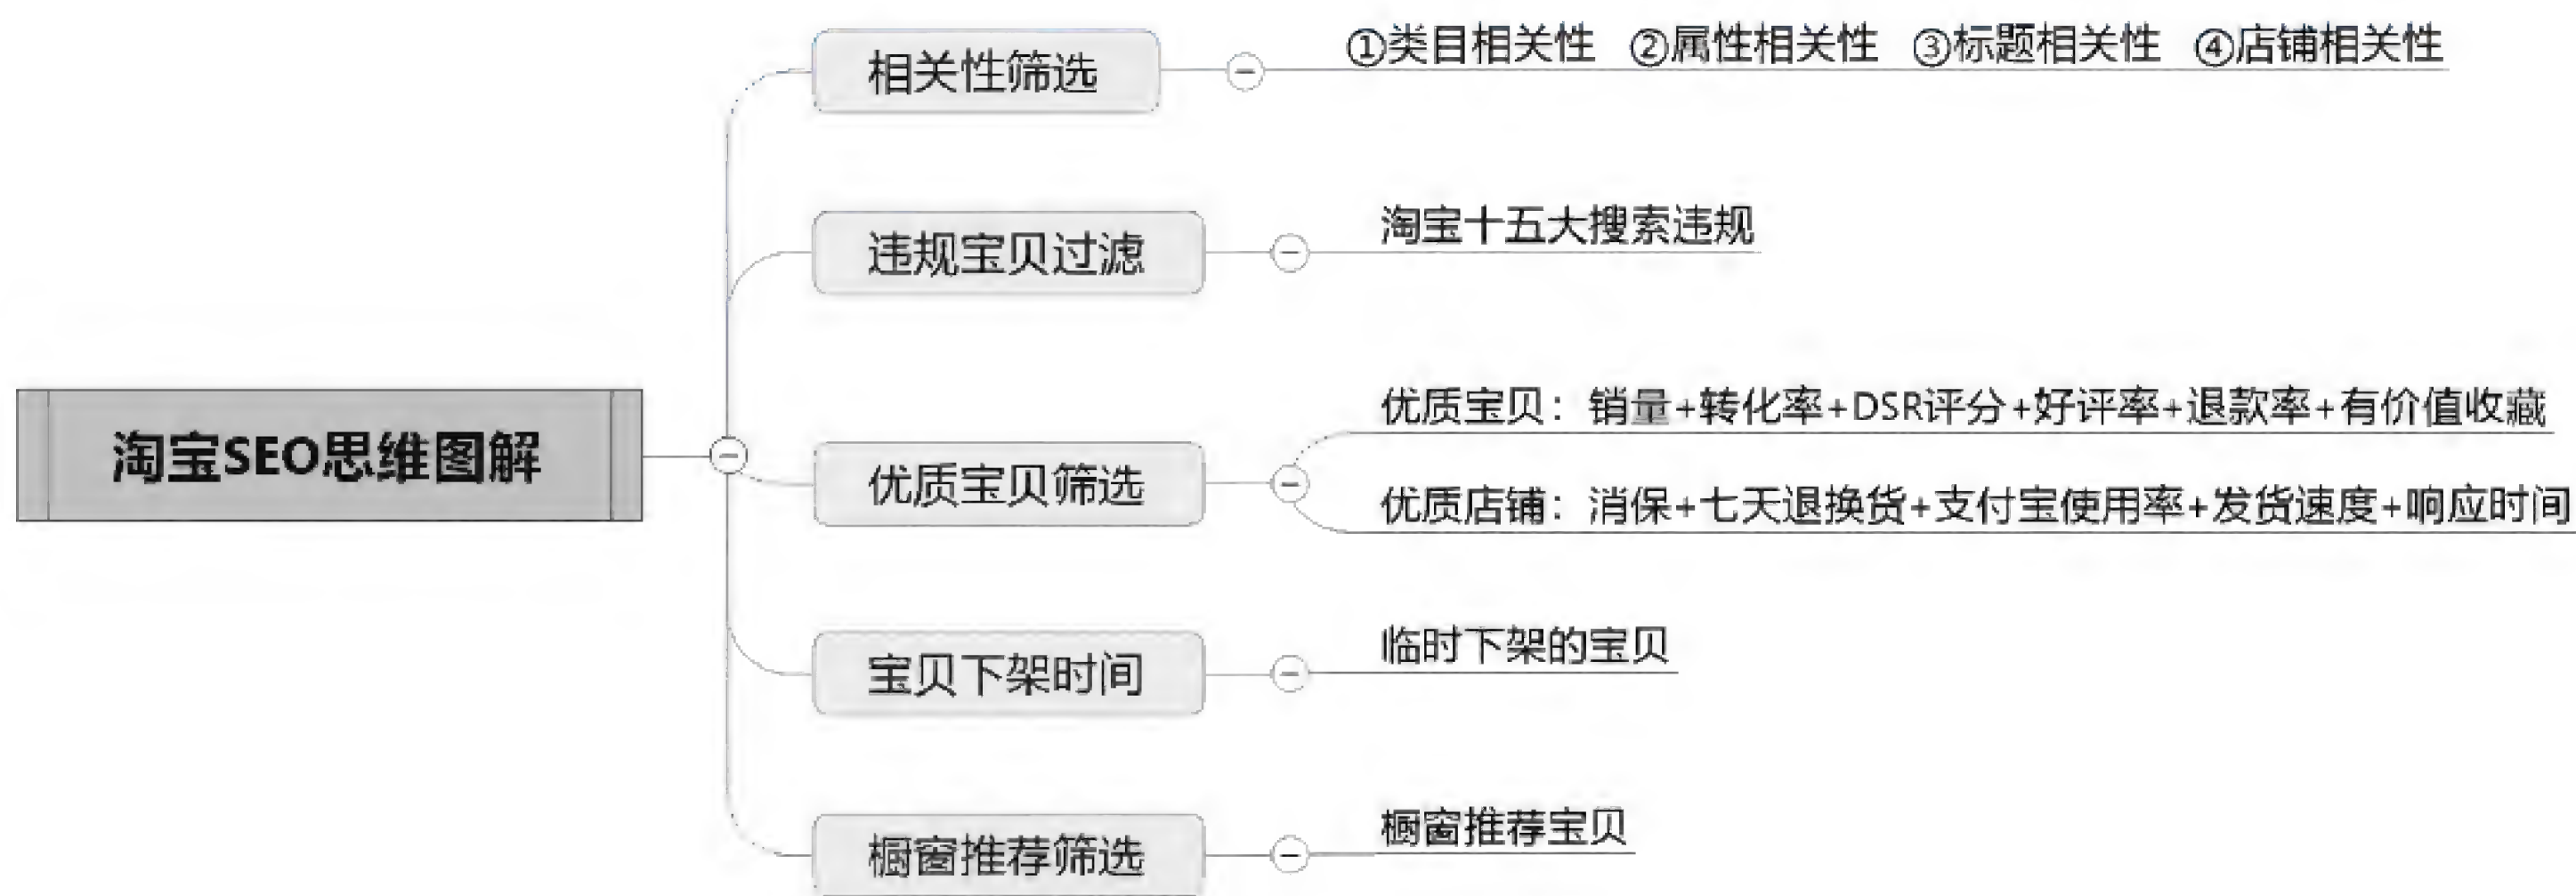 淘宝SEO思维图解
相关性筛选
①类目相关性 ②属性相关性 ③标题相关性 ④店铺相关性
违规宝贝过滤
淘宝十五大搜索违规
优质宝贝筛选
优质宝贝：销量+转化率+DSR评分+好评率+退款率+有价值收藏
优质店铺：消保+七天退换货+支付宝使用率+发货速度+响应时间
宝贝下架时间
临时下架的宝贝
橱窗推荐筛选
橱窗推荐宝贝